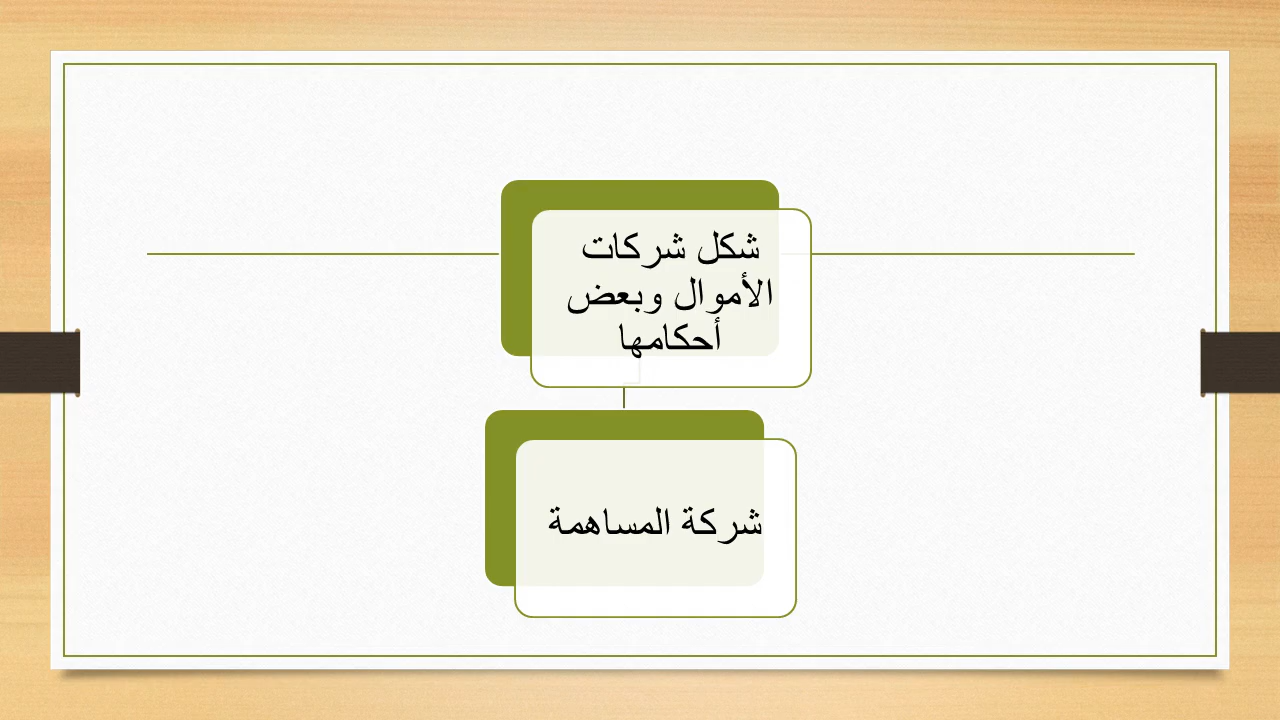 شكل شركات
الأموال وبعض
أحكامها
شركة المساهمة